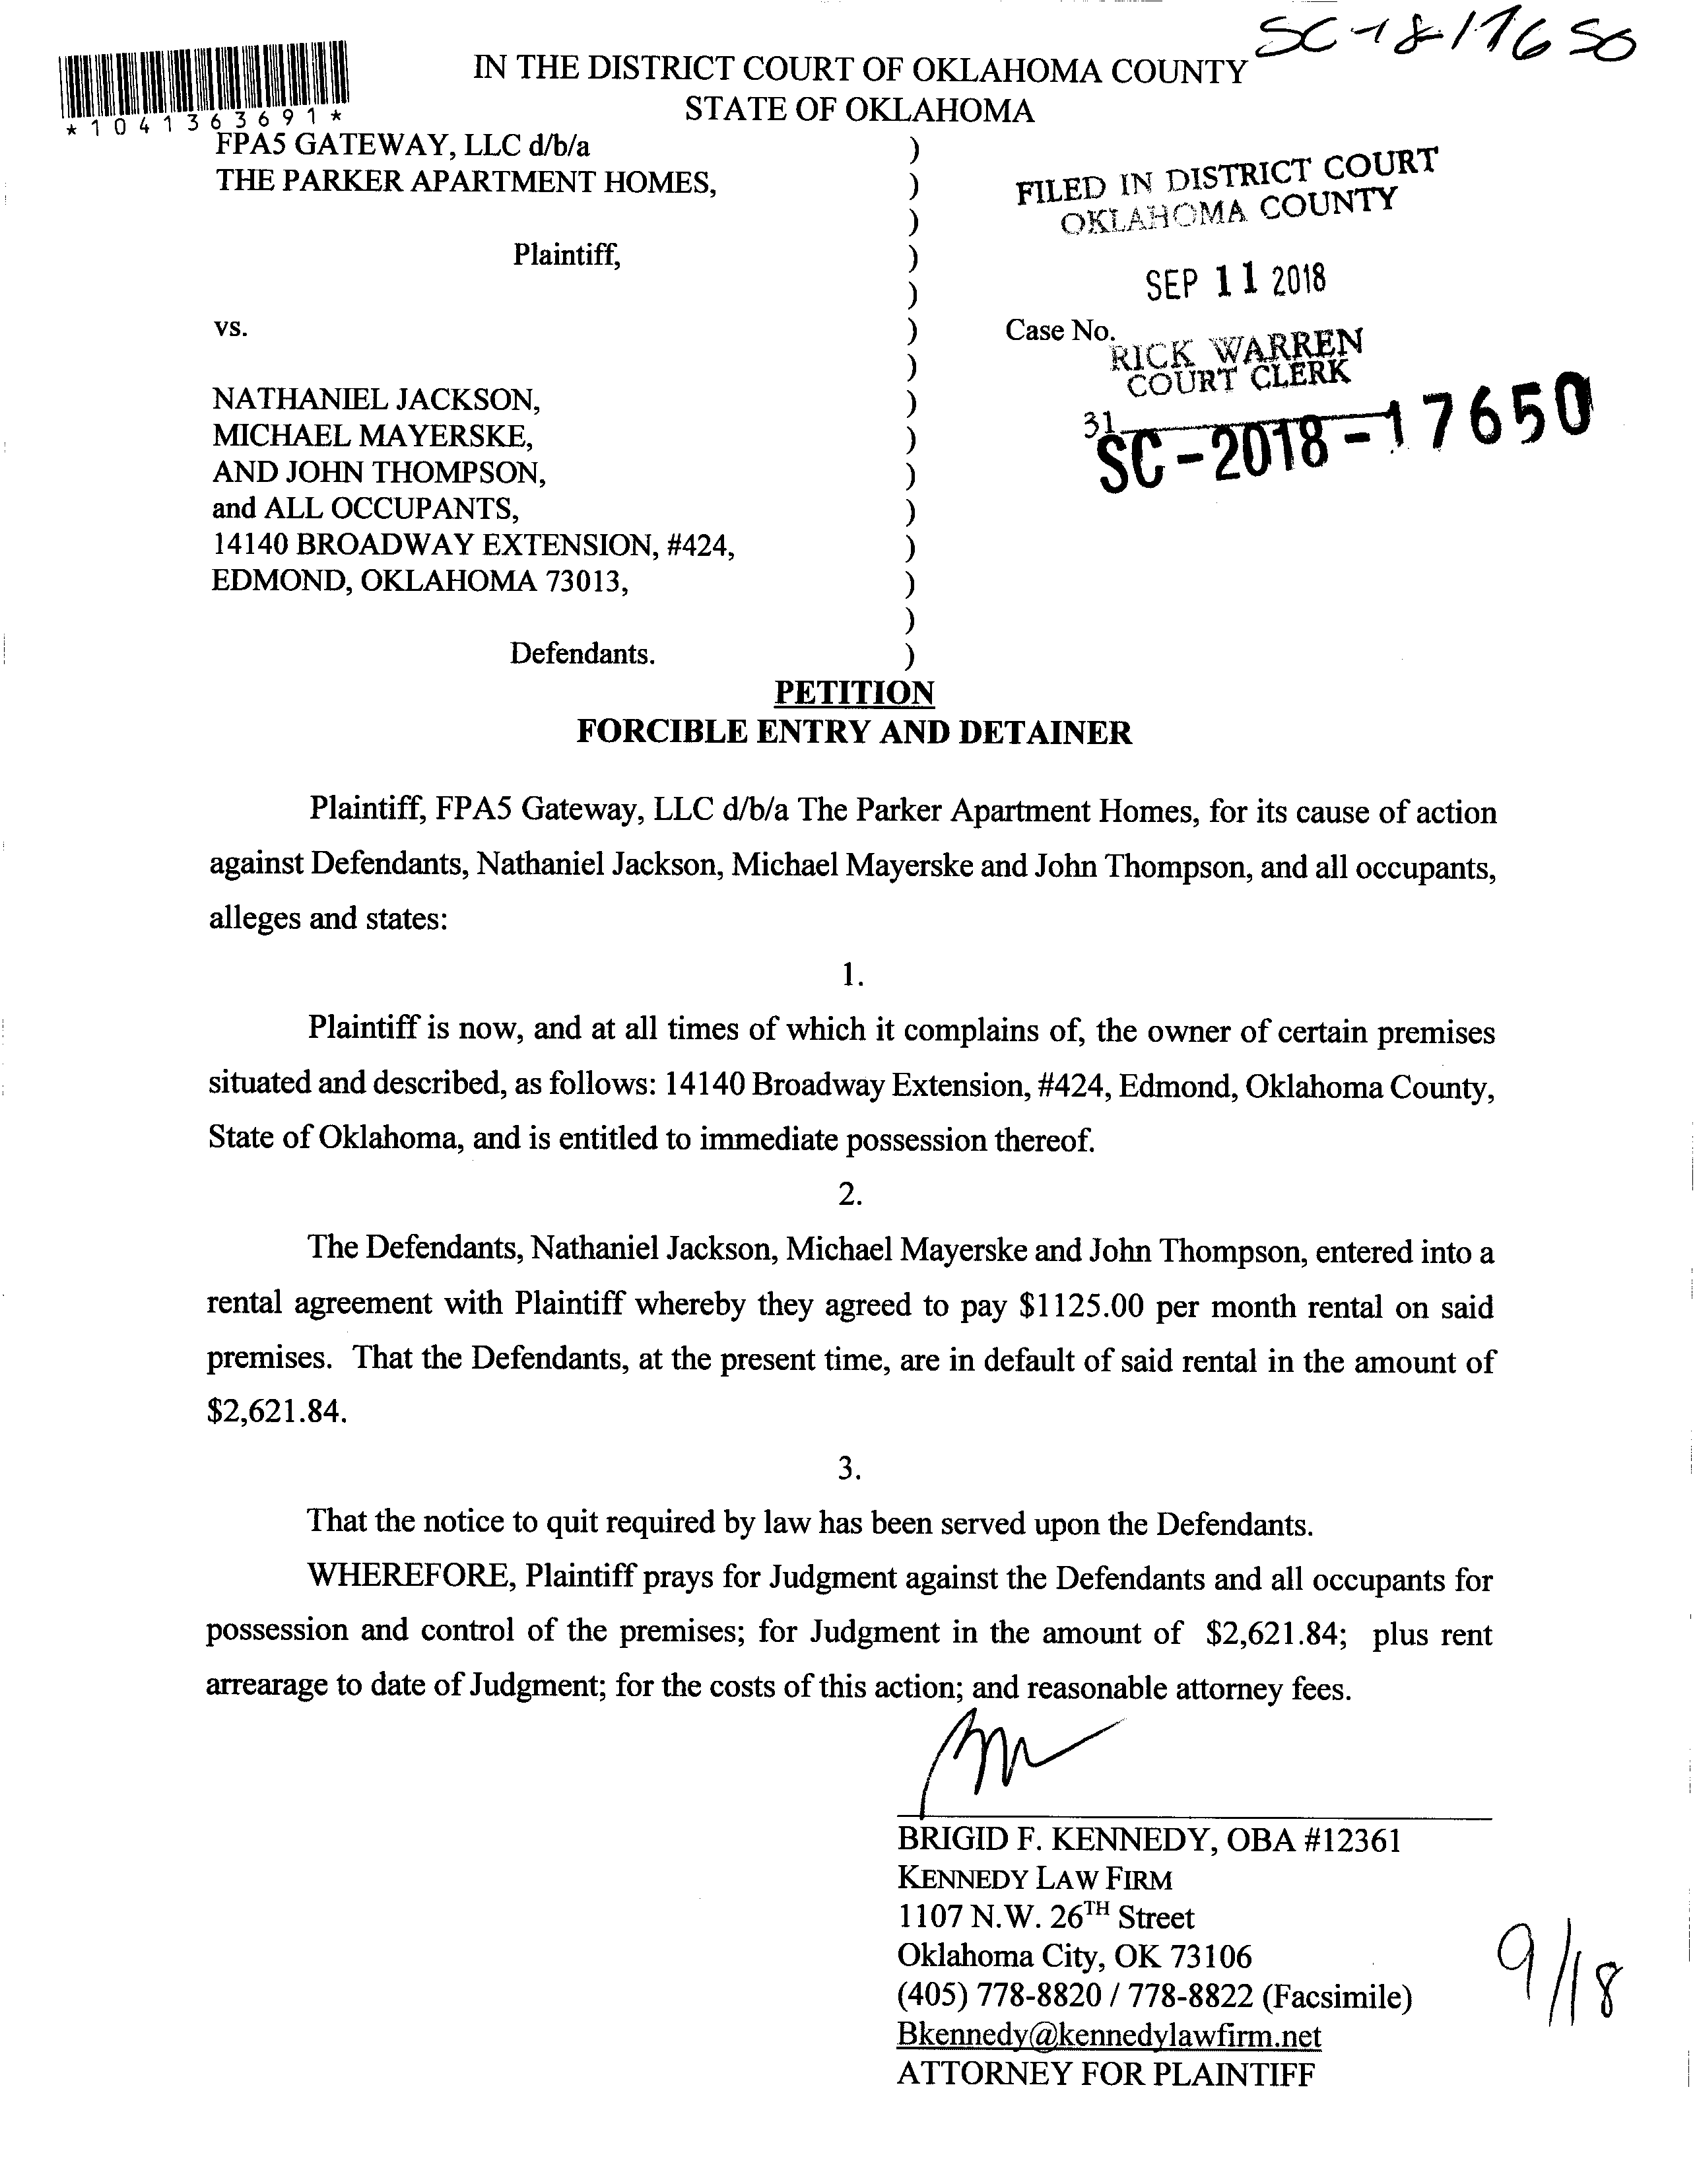 SC-18-17650
IN THE DISTRICT COURT OF OKLAHOMA COUNTY
STATE OF OKLAHOMA
*1041363691*
FPA5 GATEWAY, LLC d/b/a )
THE PARKER APARTMENT HOMES, )
)
Plaintiff, )
)
vs. )
)
NATHANIEL JACKSON, )
MICHAEL MAYERSKE, )
AND JOHN THOMPSON, )
and ALL OCCUPANTS, )
14140 BROADWAY EXTENSION, #424, )
EDMOND, OKLAHOMA 73013, )
)
Defendants. )
FILED IN DISTRICT COURT
OKLAHOMA COUNTY
SEP 11 2018
Case No.
RICK WARREN
COURT CLERK
31
SC-2018-17650
PETITION
FORCIBLE ENTRY AND DETAINER
Plaintiff, FPA5 Gateway, LLC d/b/a The Parker Apartment Homes, for its cause of action
against Defendants, Nathaniel Jackson, Michael Mayerske and John Thompson, and all occupants,
alleges and states:
1.
Plaintiff is now, and at all times of which it complains of, the owner of certain premises
situated and described, as follows: 14140 Broadway Extension, #424, Edmond, Oklahoma County,
State of Oklahoma, and is entitled to immediate possession thereof.
2.
The Defendants, Nathaniel Jackson, Michael Mayerske and John Thompson, entered into a
rental agreement with Plaintiff whereby they agreed to pay $1125.00 per month rental on said
premises. That the Defendants, at the present time, are in default of said rental in the amount of
$2,621.84.
3.
That the notice to quit required by law has been served upon the Defendants.
WHEREFORE, Plaintiff prays for Judgment against the Defendants and all occupants for
possession and control of the premises; for Judgment in the amount of $2,621.84; plus rent
arrearage to date of Judgment; for the costs of this action; and reasonable attorney fees.
BRIGID F. KENNEDY, OBA #12361
KENNEDY LAW FIRM
1107 N.W. 26TH Street
Oklahoma City, OK 73106
(405) 778-8820 / 778-8822 (Facsimile)
Bkennedy@kennedylawfirm.net
ATTORNEY FOR PLAINTIFF
9/18